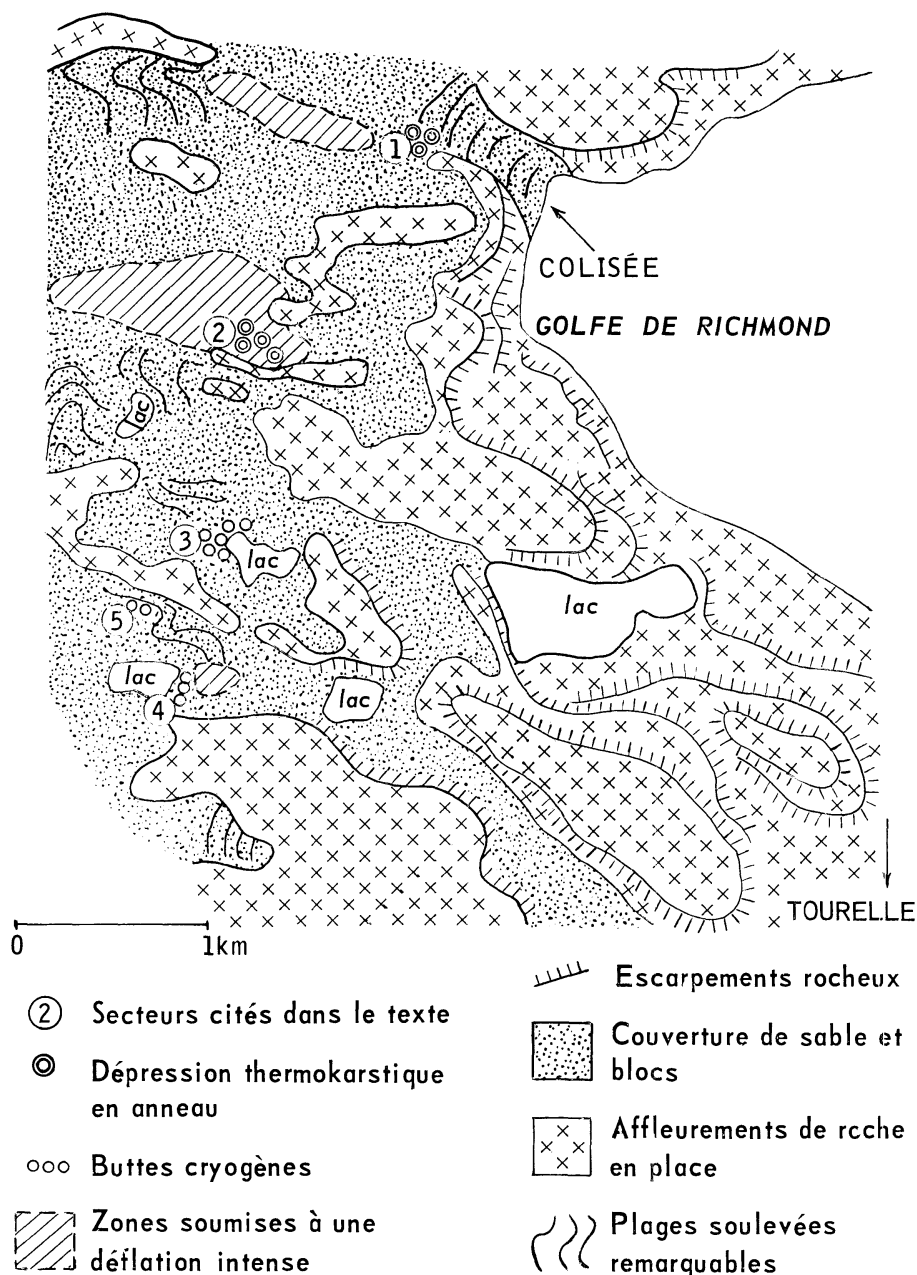 1
COLISÉE
GOLFE DE RICHMOND
2
lac
3
lac
lac
5
lac
lac
4
TOURELLE
0 1km
② Secteurs cités dans le texte
Dépression thermokarstique
en anneau
Buttes cryogènes
Zones soumises à une
déflation intense
Escarpements rocheux
Couverture de sable et
blocs
Affleurements de rcche
en place
Plages soulevées
remarquables